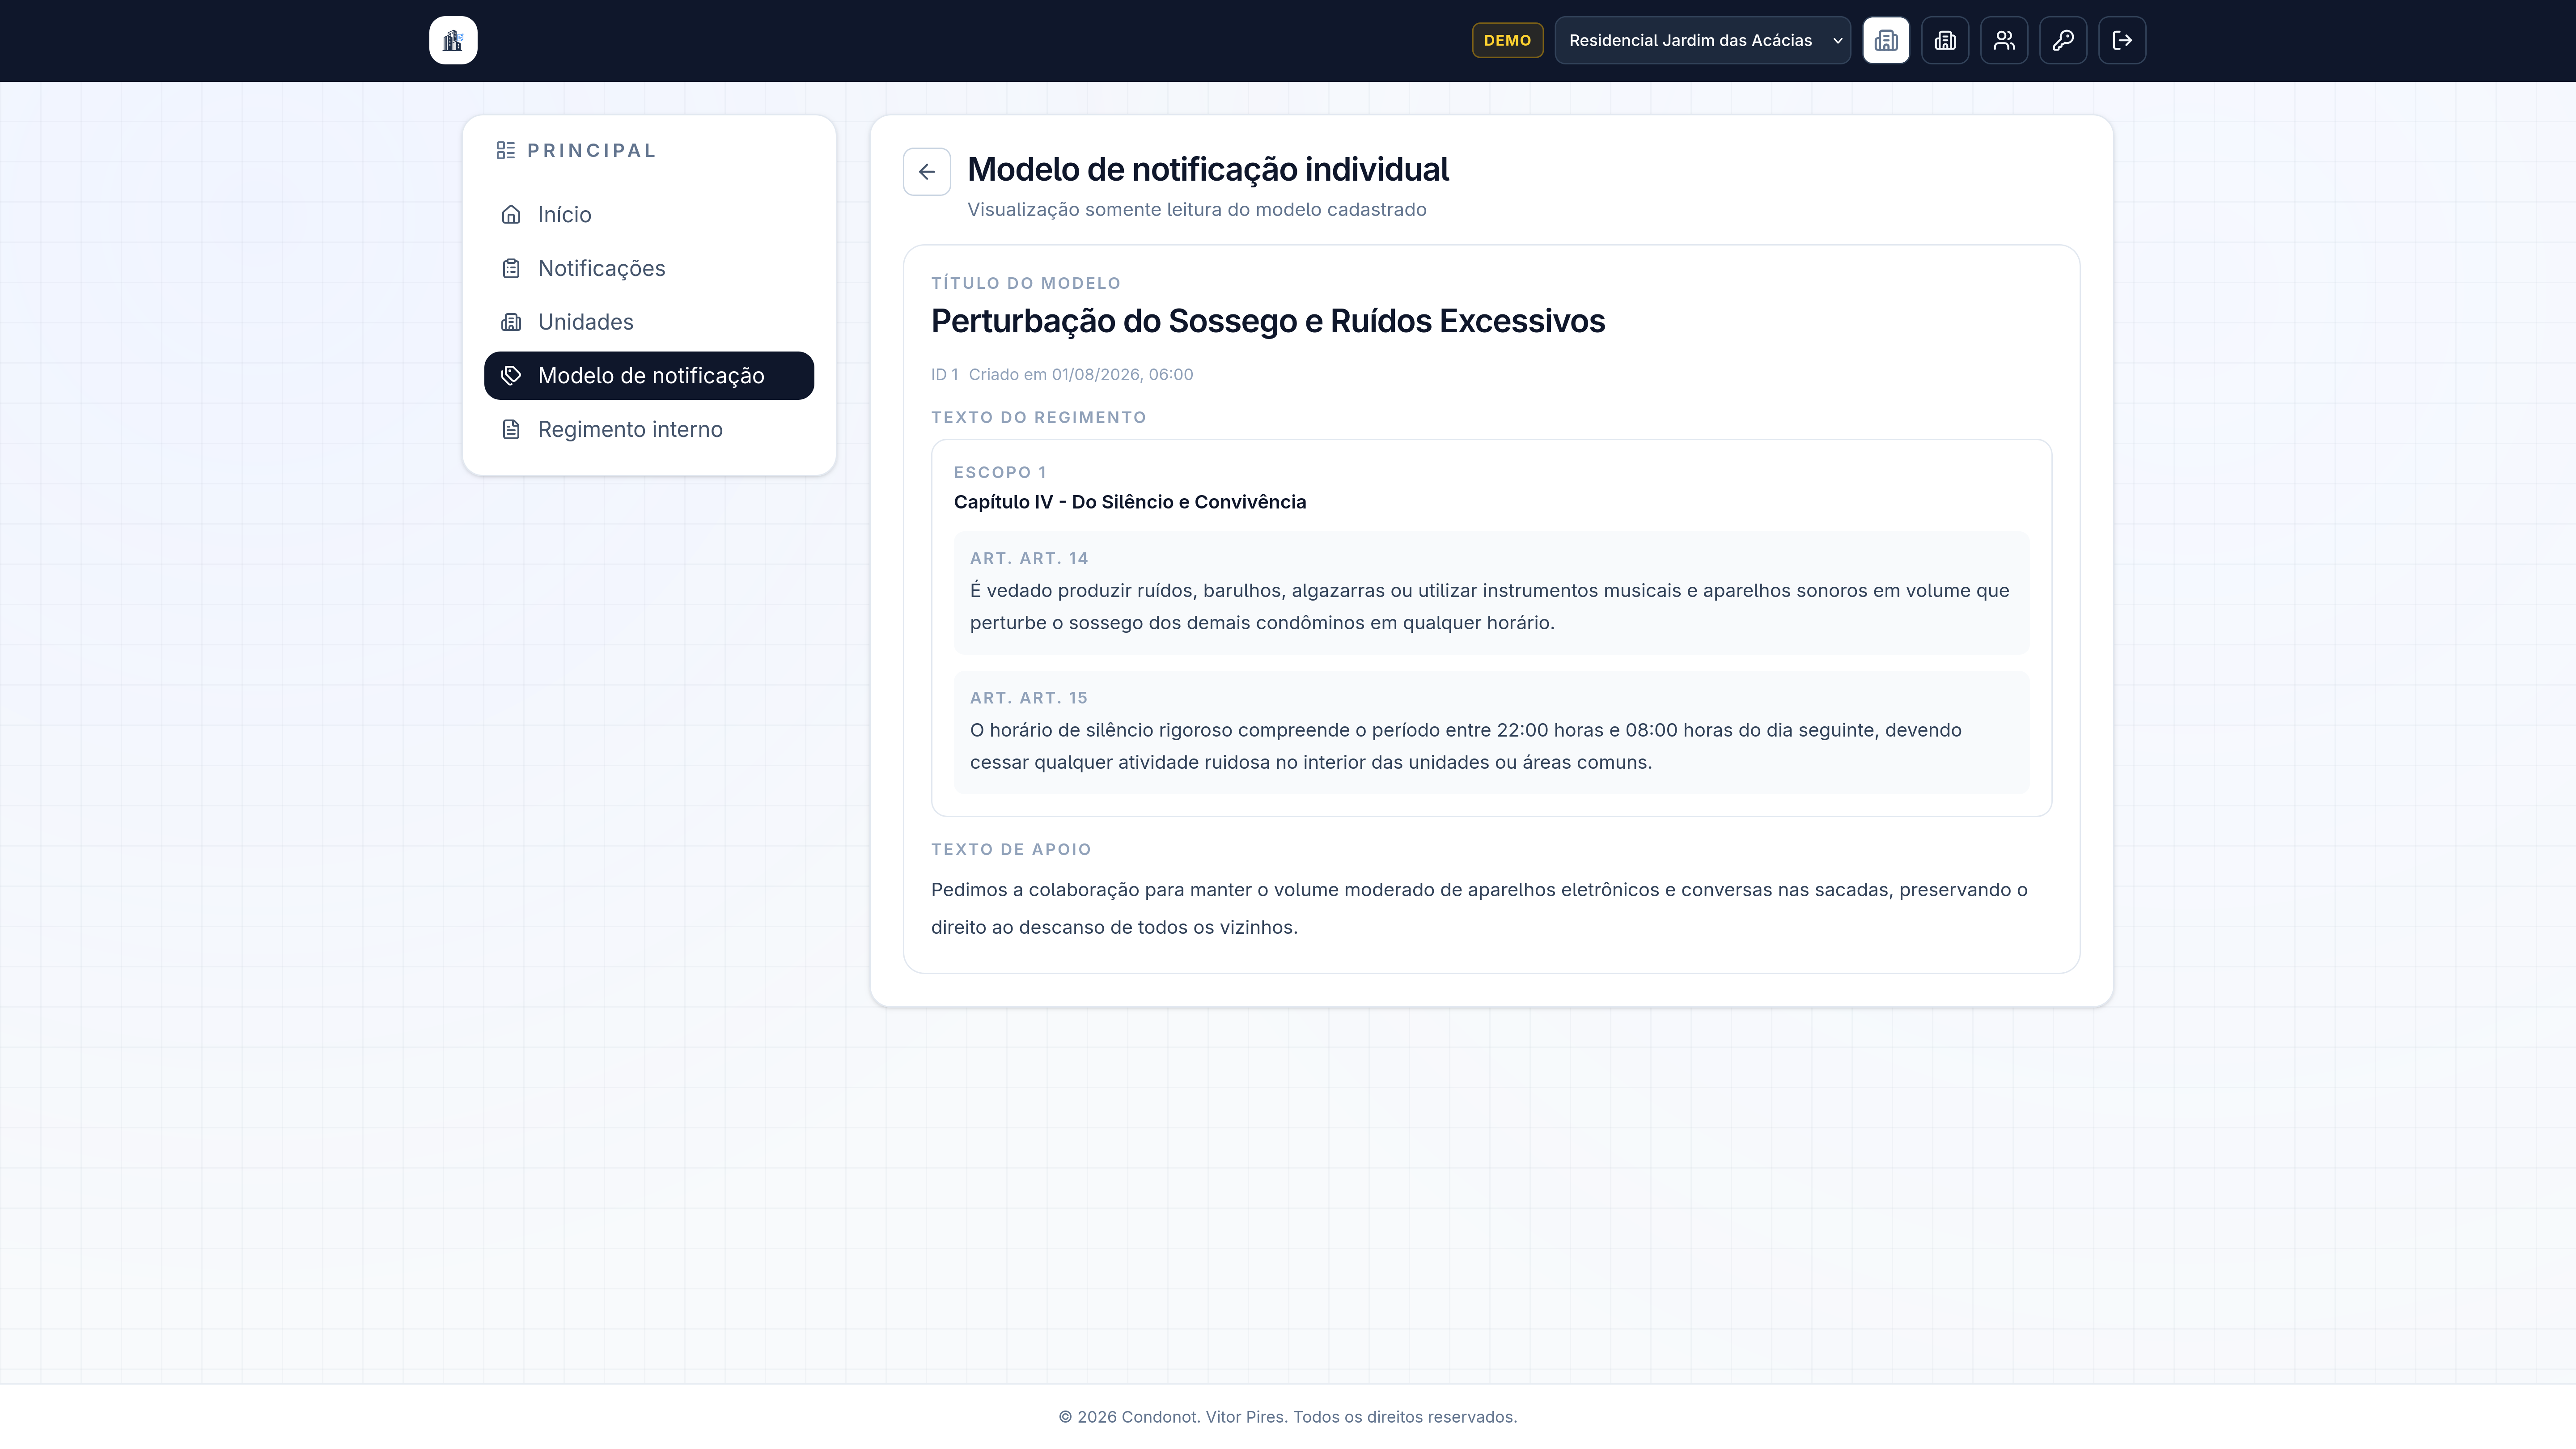 DEMO
Residencial Jardim das Acácias
PRINCIPAL
Início
Notificações
Unidades
Modelo de notificação
Regimento interno
Modelo de notificação individual
Visualização somente leitura do modelo cadastrado
TÍTULO DO MODELO
Perturbação do Sossego e Ruídos Excessivos
ID 1 Criado em 01/08/2026, 06:00
TEXTO DO REGIMENTO
ESCOPO 1
Capítulo IV - Do Silêncio e Convivência
ART. ART. 14
É vedado produzir ruídos, barulhos, algazarras ou utilizar instrumentos musicais e aparelhos sonoros em volume que
perturbe o sossego dos demais condôminos em qualquer horário.
ART. ART. 15
O horário de silêncio rigoroso compreende o período entre 22:00 horas e 08:00 horas do dia seguinte, devendo
cessar qualquer atividade ruidosa no interior das unidades ou áreas comuns.
TEXTO DE APOIO
Pedimos a colaboração para manter o volume moderado de aparelhos eletrônicos e conversas nas sacadas, preservando o
direito ao descanso de todos os vizinhos.
© 2026 Condonot. Vitor Pires. Todos os direitos reservados.